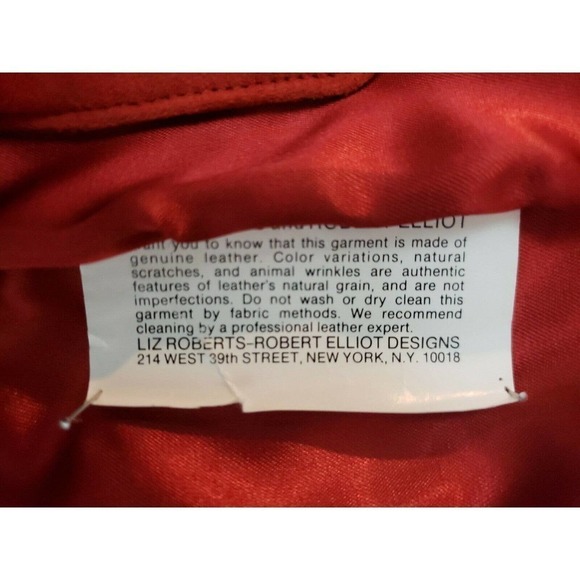 ELLIOT
you to know that this garment is made of
genuine leather. Color variations, natural
scratches, and animal wrinkles are authentic
features of leather's natural grain, and are not
imperfections. Do not wash or dry clean this
garment by fabric methods. We recommend
cleaning by a professional leather expert.
LIZ ROBERTS-ROBERT ELLIOT DESIGNS
214 WEST 39th STREET, NEW YORK, N.Y. 10018